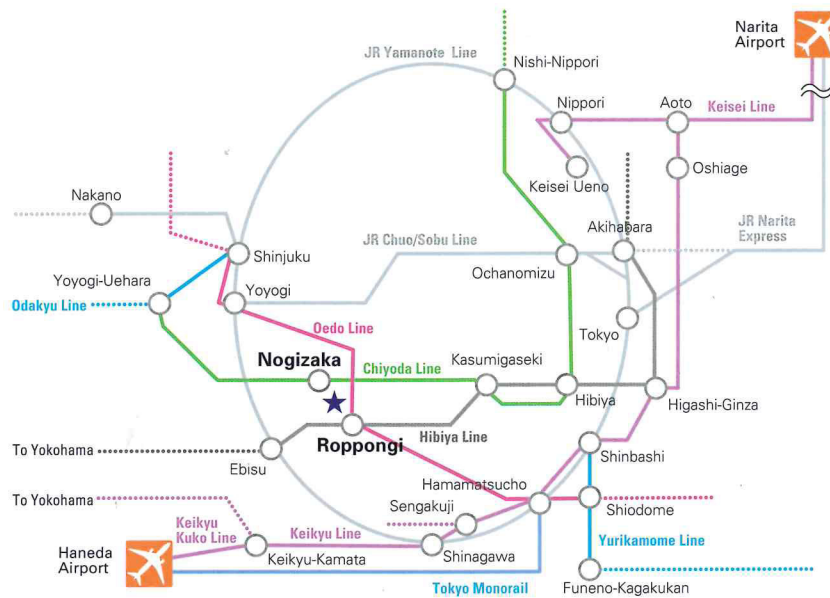 Narita
Airport
JR Yamanote Line
Nishi-Nippori
Nippori
Aoto
Keisei Line
Keisei Ueno
Oshiage
Nakano
Akihabara
JR Narita
Express
JR Chuo/Sobu Line
Shinjuku
Ochanomizu
Yoyogi-Uehara
Yoyogi
Odakyu Line
Oedo Line
Tokyo
Nogizaka
Chiyoda Line
Kasumigaseki
Hibiya
Higashi-Ginza
Roppongi
Hibiya Line
To Yokohama
Ebisu
Shinbashi
Hamamatsucho
To Yokohama
Sengakuji
Shiodome
Keikyu
Kuko Line
Keikyu Line
Haneda
Airport
Keikyu-Kamata
Shinagawa
Yurikamome Line
Tokyo Monorail
Funeno-Kagakukan